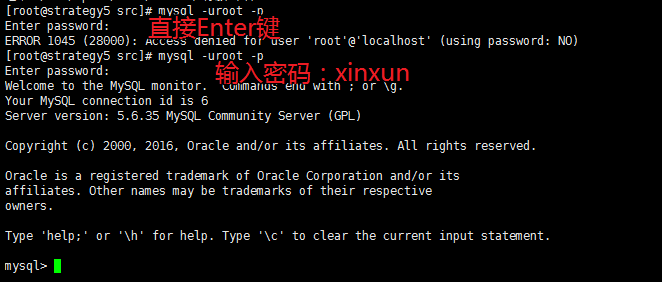 [root@strategy5 src]# mysql -uroot -p
Enter password:
直接Enter键
ERROR 1045 (28000): Access denied for user 'root'@'localhost' (using password: NO)
[root@strategy5 src]# mysql -uroot -p
Enter password:
输入密码：xinxun
Welcome to the MySQL monitor.  Commands end with ; or \g.
Your MySQL connection id is 6
Server version: 5.6.35 MySQL Community Server (GPL)
Copyright (c) 2000, 2016, Oracle and/or its affiliates. All rights reserved.
Oracle is a registered trademark of Oracle Corporation and/or its
affiliates. Other names may be trademarks of their respective
owners.
Type 'help;' or '\h' for help. Type '\c' to clear the current input statement.
mysql>